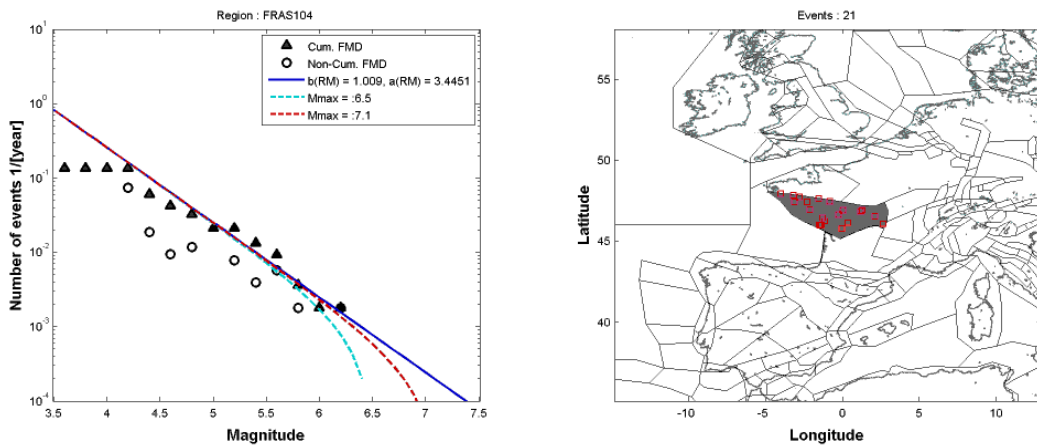 Region : FRAS104
Number of events 1/[year]
10^1
10^0
10^-1
10^-2
10^-3
10^-4
3.5 4 4.5 5 5.5 6 6.5 7 7.5
Magnitude
Cum. FMD
Non-Cum. FMD
b(RM) = 1.009, a(RM) = 3.4451
Mmax = :6.5
Mmax = :7.1
Events : 21
Latitude
55
50
45
40
-10 -5 0 5 10
Longitude